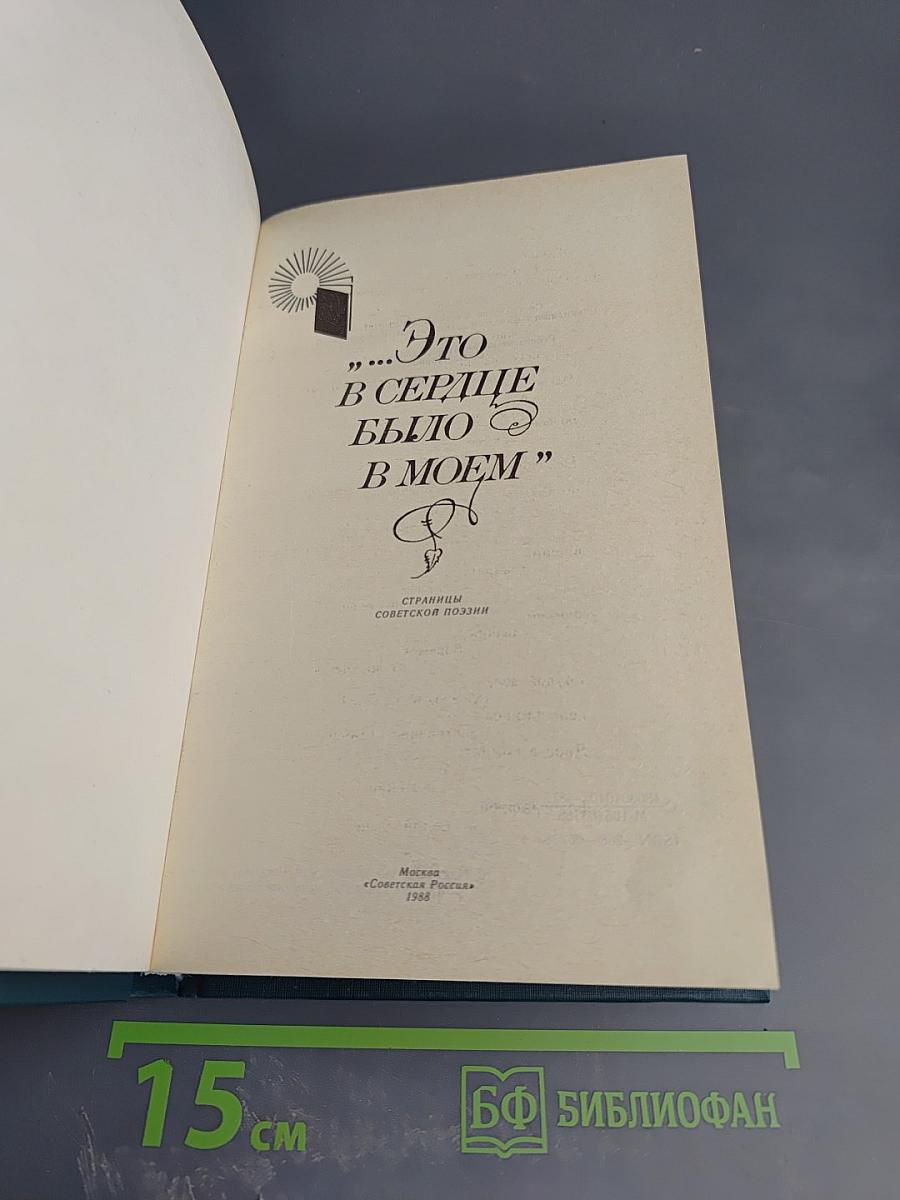 „...Это
в сердце
было
в моем”
СТРАНИЦЫ
СОВЕТСКОЙ ПОЭЗИИ
Москва
«Советская Россия»
1988
15 см
БФ БИБЛИОФАН